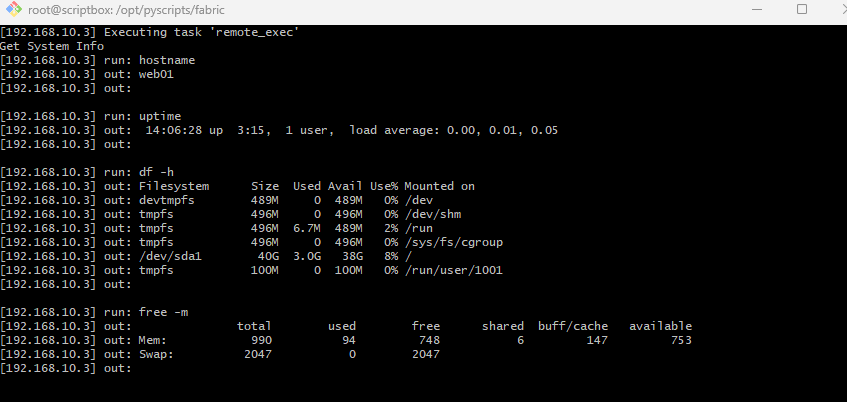 root@scriptbox: /opt/pyscripts/fabric
[192.168.10.3] Executing task 'remote_exec'
Get System Info
[192.168.10.3] run: hostname
[192.168.10.3] out: web01
[192.168.10.3] out:
[192.168.10.3] run: uptime
[192.168.10.3] out:  14:06:28 up  3:15,  1 user,  load average: 0.00, 0.01, 0.05
[192.168.10.3] out:
[192.168.10.3] run: df -h
[192.168.10.3] out: Filesystem      Size  Used Avail Use% Mounted on
[192.168.10.3] out: devtmpfs        489M     0  489M   0% /dev
[192.168.10.3] out: tmpfs           496M     0  496M   0% /dev/shm
[192.168.10.3] out: tmpfs           496M  6.7M  489M   2% /run
[192.168.10.3] out: tmpfs           496M     0  496M   0% /sys/fs/cgroup
[192.168.10.3] out: /dev/sda1        40G  3.0G   38G   8% /
[192.168.10.3] out: tmpfs           100M     0  100M   0% /run/user/1001
[192.168.10.3] out:
[192.168.10.3] run: free -m
[192.168.10.3] out:               total        used        free      shared  buff/cache   available
[192.168.10.3] out: Mem:            990          94         748           6         147         753
[192.168.10.3] out: Swap:          2047           0        2047
[192.168.10.3] out: